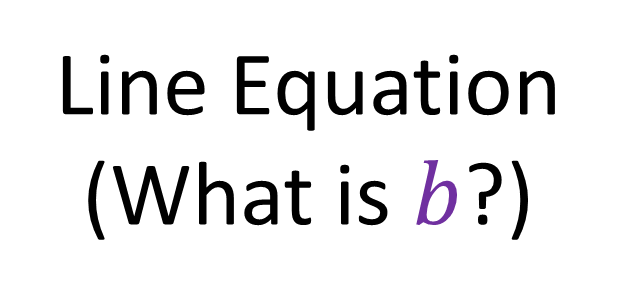 Line Equation
(What is b?)